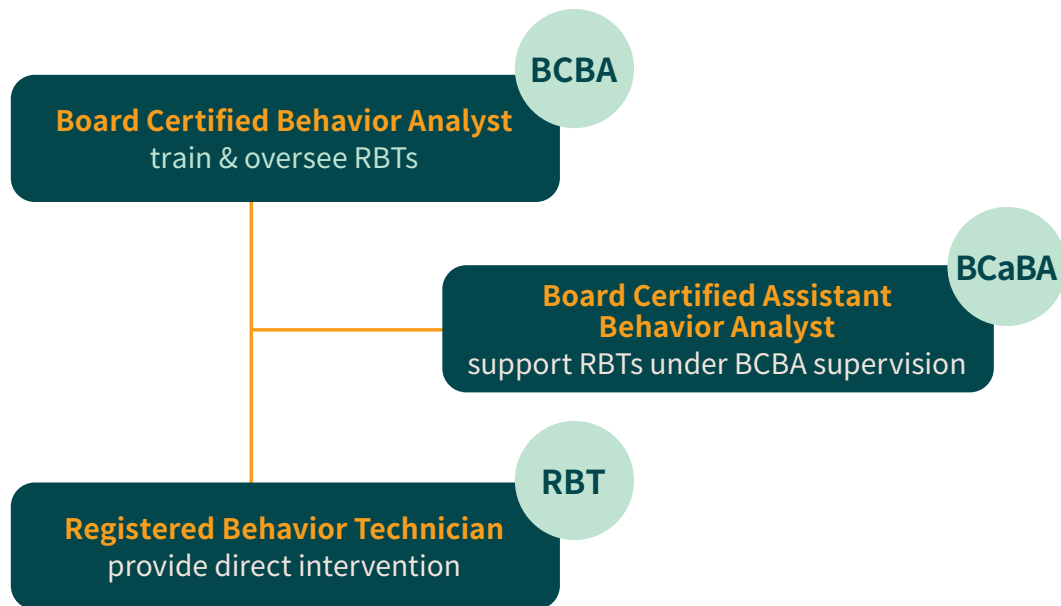 BCBA
Board Certified Behavior Analyst
train & oversee RBTs
BCaBA
Board Certified Assistant
Behavior Analyst
support RBTs under BCBA supervision
RBT
Registered Behavior Technician
provide direct intervention